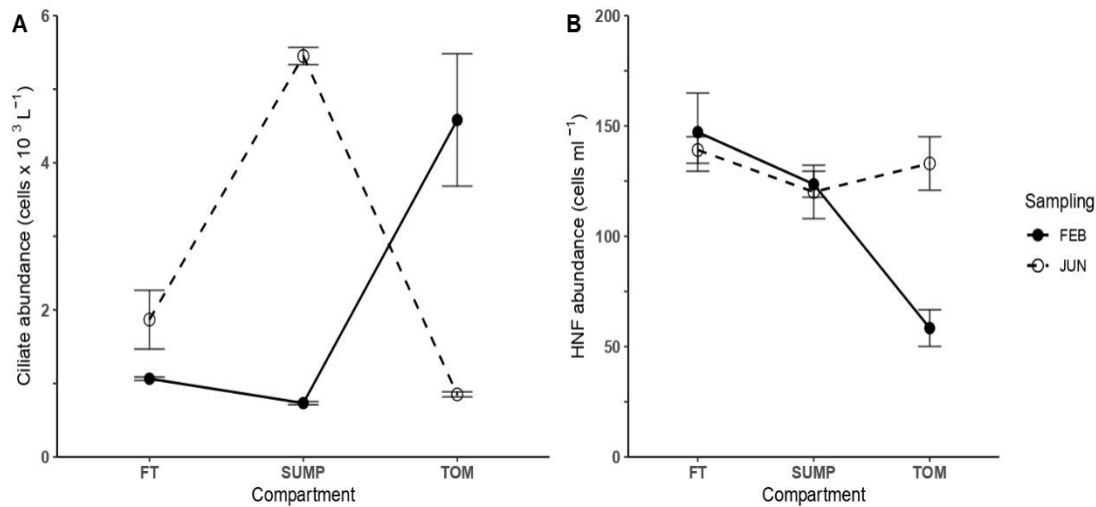 A
Ciliate abundance (cells x 10 ³ L⁻¹)
6
4
2
0
FT SUMP TOM
Compartment
B
HNF abundance (cells ml ⁻¹)
200
150
100
50
0
FT SUMP TOM
Compartment
Sampling
FEB
JUN